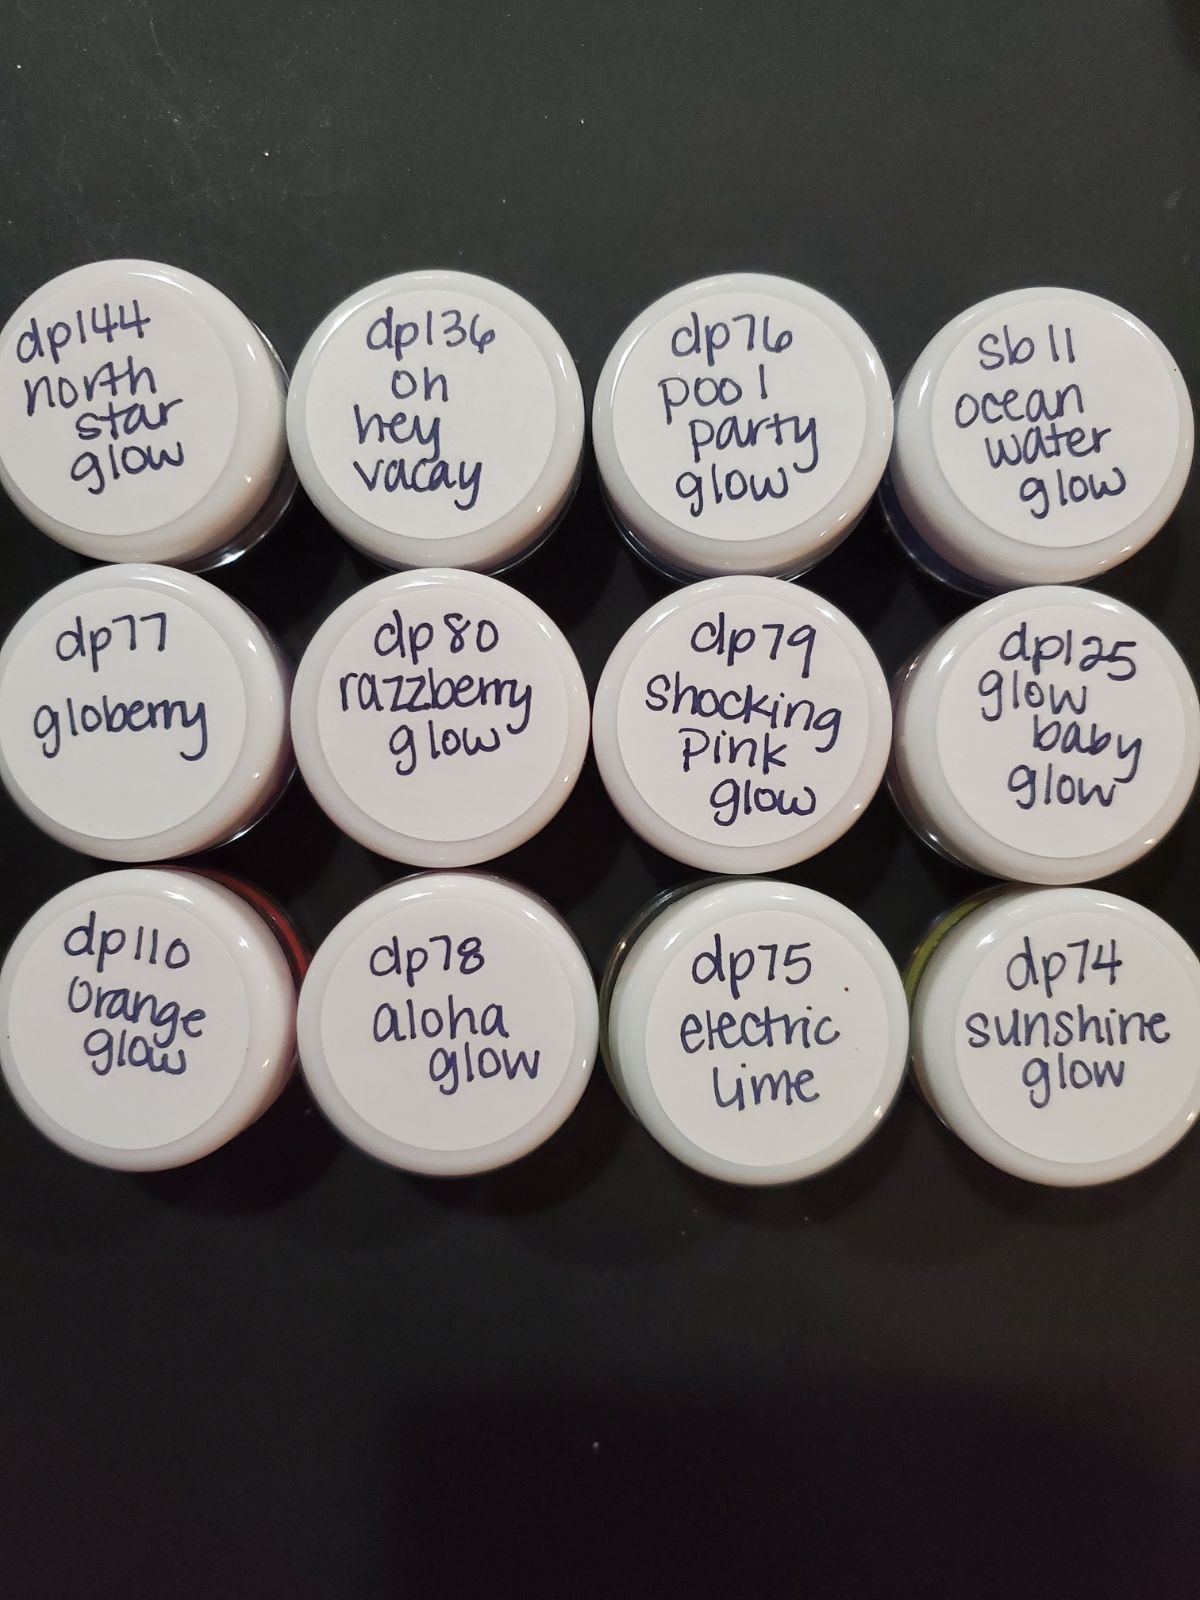 dp144
north
star
glow
dp136
oh
hey
vacay
dp76
pool
party
glow
sb11
ocean
water
glow
dp77
globerry
dp80
razzberry
glow
dp79
shocking
pink
glow
dp125
glow
baby
glow
dp110
orange
glow
dp78
aloha
glow
dp75
electric
lime
dp74
sunshine
glow